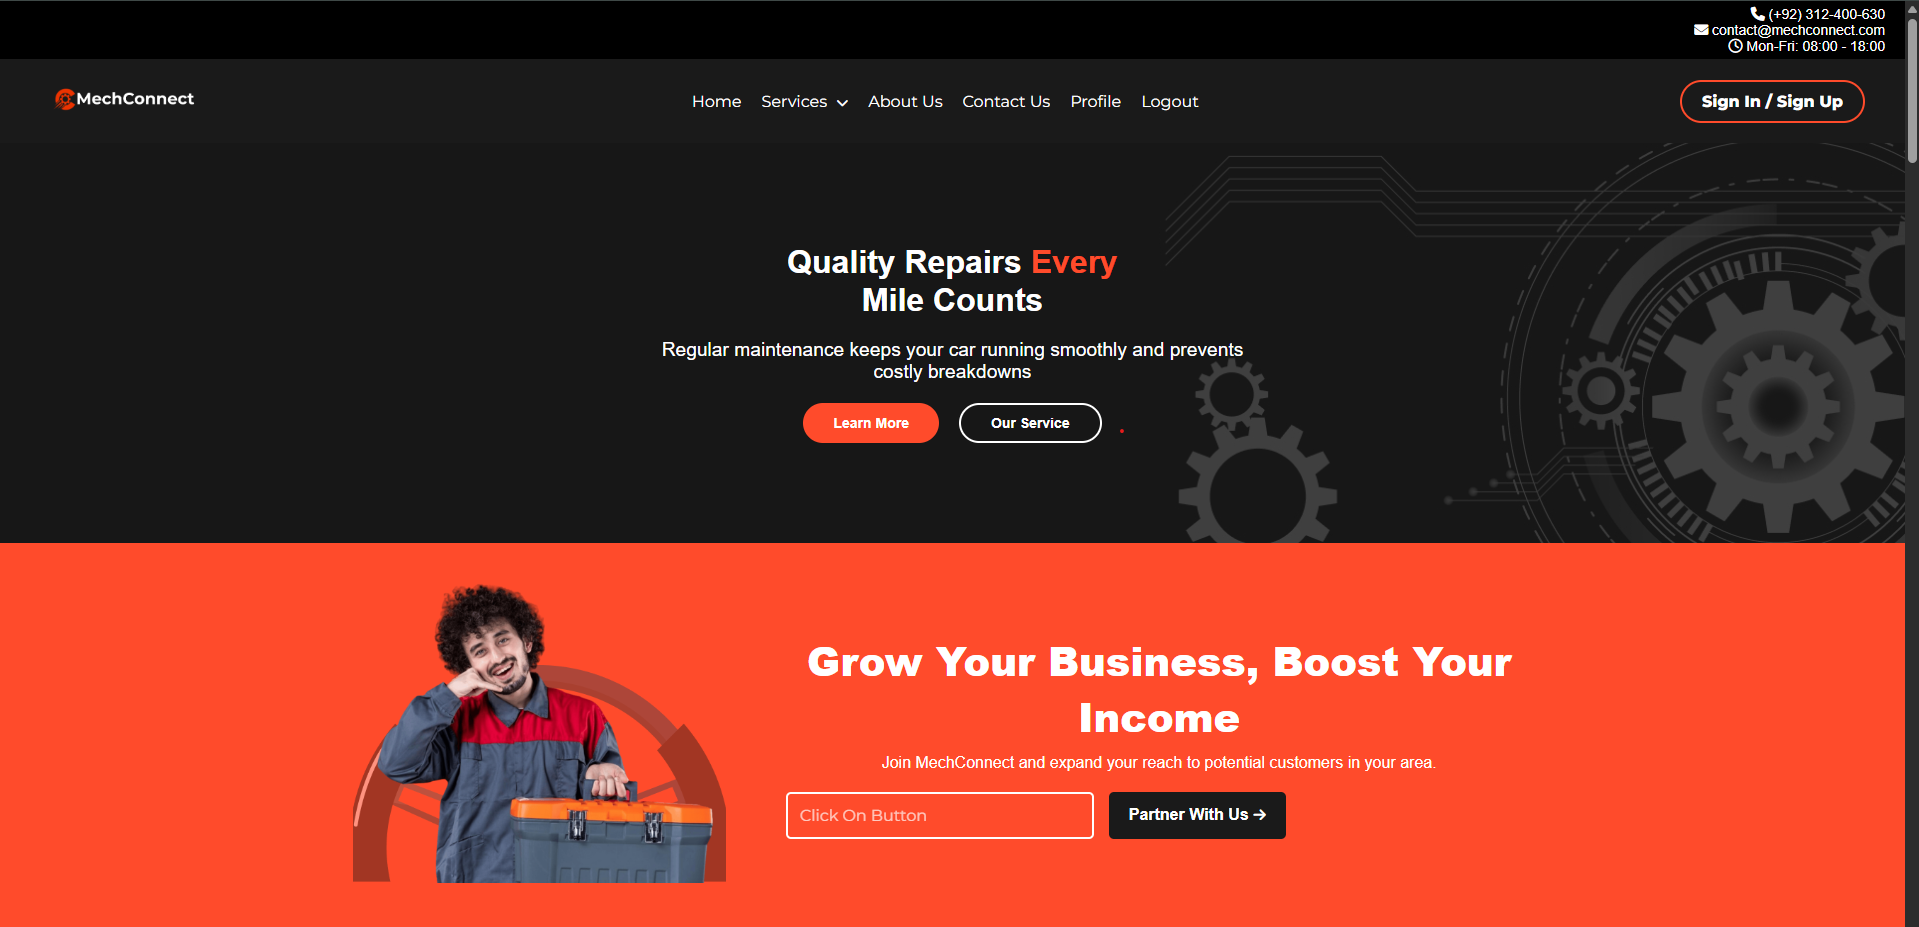 (+92) 312-400-630
contact@mechconnect.com
Mon-Fri: 08:00 - 18:00
MechConnect
Home
Services
About Us
Contact Us
Profile
Logout
Sign In / Sign Up
Quality Repairs Every
Mile Counts
Regular maintenance keeps your car running smoothly and prevents
costly breakdowns
Learn More
Our Service
Grow Your Business, Boost Your
Income
Join MechConnect and expand your reach to potential customers in your area.
Click On Button
Partner With Us →